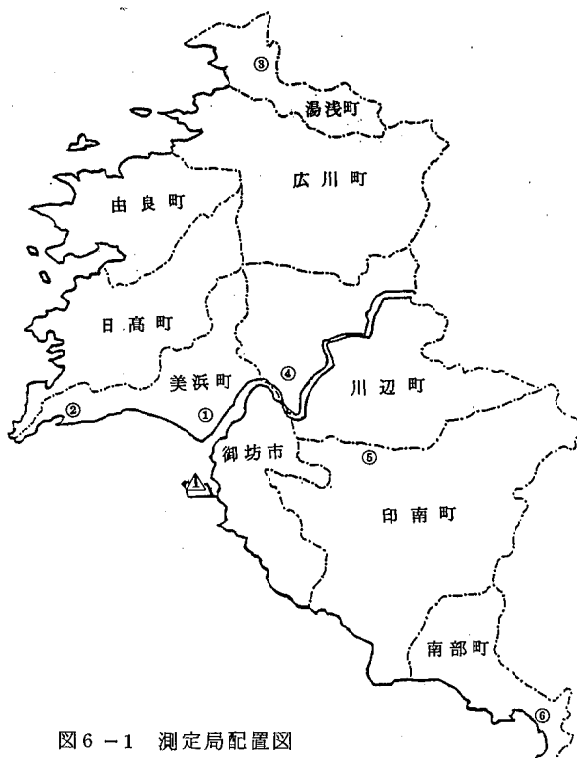 ③
湯浅町
広川町
由良町
日高町
美浜町
④
川辺町
②
①
御坊市
⑤
印南町
南部町
⑥
図6-1 測定局配置図